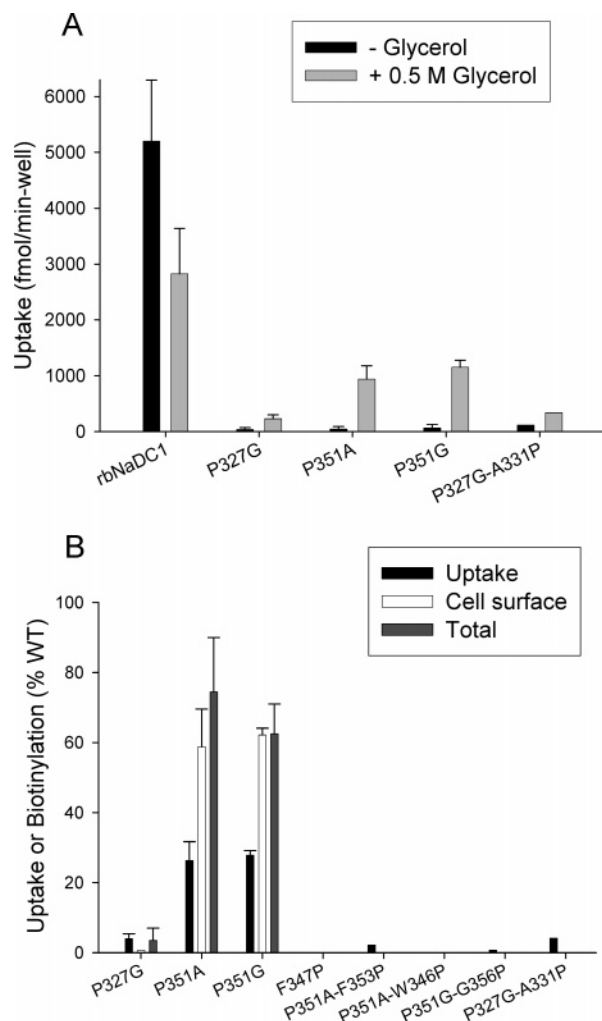 A
- Glycerol
+ 0.5 M Glycerol
Uptake (fmol/min-well)
6000
5000
4000
3000
2000
1000
0
rbNaDC1
P327G
P351A
P351G
P327G-A331P
B
Uptake
Cell surface
Total
Uptake or Biotinylation (% WT)
100
80
60
40
20
0
P327G
P351A
P351G
F347P
P351A-F353P
P351A-W346P
P351G-G356P
P327G-A331P